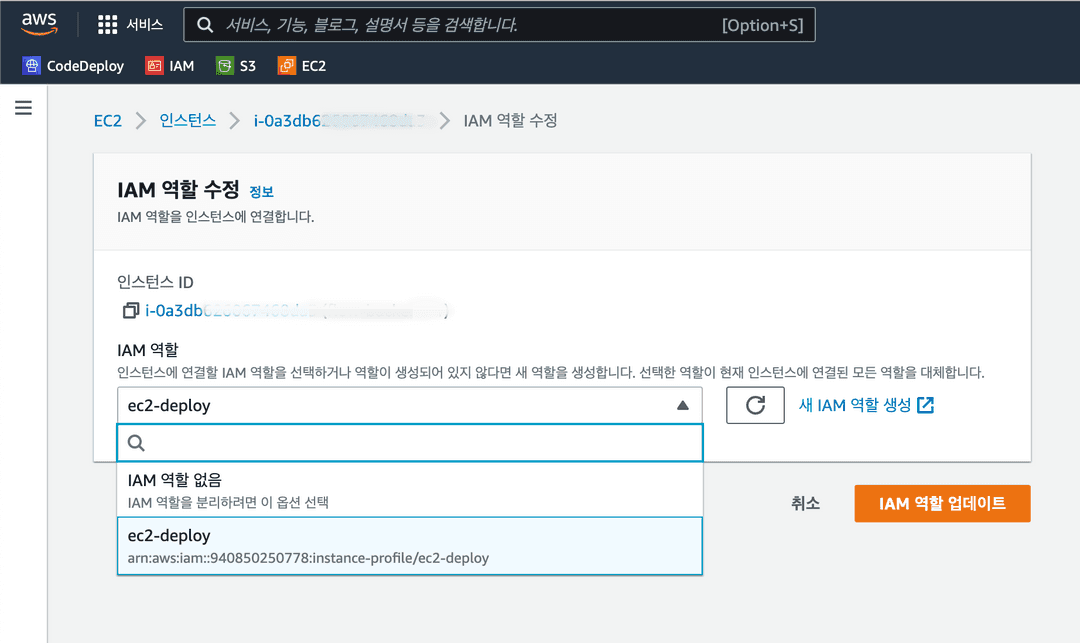 aws
서비스
서비스, 기능, 블로그, 설명서 등을 검색합니다.
[Option+S]
CodeDeploy
IAM
S3
EC2
EC2 > 인스턴스 > i-0a3db6 > IAM 역할 수정
IAM 역할 수정 정보
IAM 역할을 인스턴스에 연결합니다.
인스턴스 ID
i-0a3db
IAM 역할
인스턴스에 연결할 IAM 역할을 선택하거나 역할이 생성되어 있지 않다면 새 역할을 생성합니다. 선택한 역할이 현재 인스턴스에 연결된 모든 역할을 대체합니다.
ec2-deploy
새 IAM 역할 생성
IAM 역할 없음
IAM 역할을 분리하려면 이 옵션 선택
ec2-deploy
arn:aws:iam::940850250778:instance-profile/ec2-deploy
취소
IAM 역할 업데이트